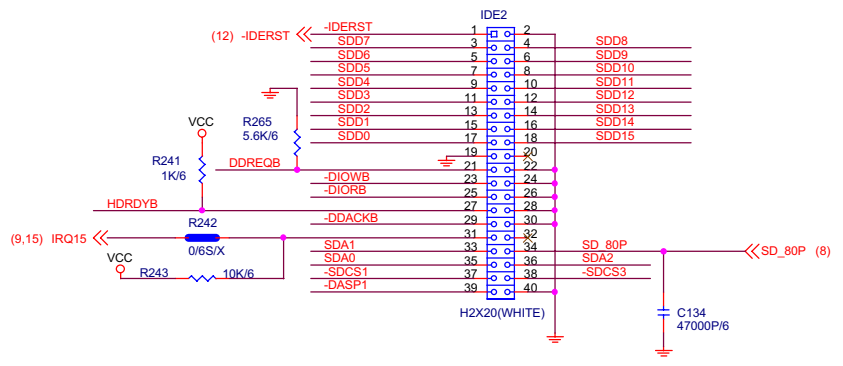 IDE2
(12) -IDERST -IDERST 1 2
SDD7 3 4 SDD8
SDD6 5 6 SDD9
SDD5 7 8 SDD10
SDD4 9 10 SDD11
SDD3 11 12 SDD12
SDD2 13 14 SDD13
SDD1 15 16 SDD14
SDD0 17 18 SDD15
19 20
DDREQB 21 22
-DIOWB 23 24
-DIORB 25 26
HDRDYB 27 28
-DDACKB 29 30
(9,15) IRQ15 31 32
SDA1 33 34 SD_80P SD_80P (8)
SDA0 35 36 SDA2
-SDCS1 37 38 -SDCS3
-DASP1 39 40
H2X20(WHITE)
R265
5.6K/6
VCC
R241
1K/6
R242
0/6S/X
VCC
R243 10K/6
C134
47000P/6